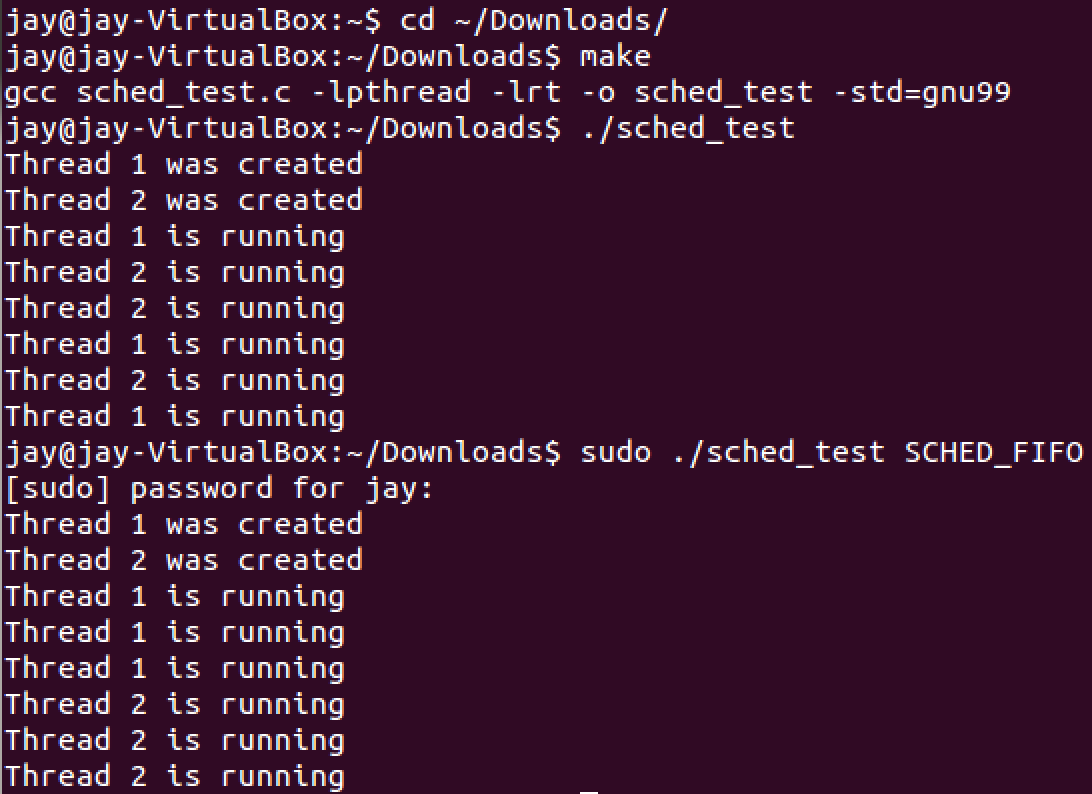 jay@jay-VirtualBox:~$ cd ~/Downloads/
jay@jay-VirtualBox:~/Downloads$ make
gcc sched_test.c -lpthread -lrt -o sched_test -std=gnu99
jay@jay-VirtualBox:~/Downloads$ ./sched_test
Thread 1 was created
Thread 2 was created
Thread 1 is running
Thread 2 is running
Thread 2 is running
Thread 1 is running
Thread 2 is running
Thread 1 is running
jay@jay-VirtualBox:~/Downloads$ sudo ./sched_test SCHED_FIFO
[sudo] password for jay:
Thread 1 was created
Thread 2 was created
Thread 1 is running
Thread 1 is running
Thread 1 is running
Thread 2 is running
Thread 2 is running
Thread 2 is running